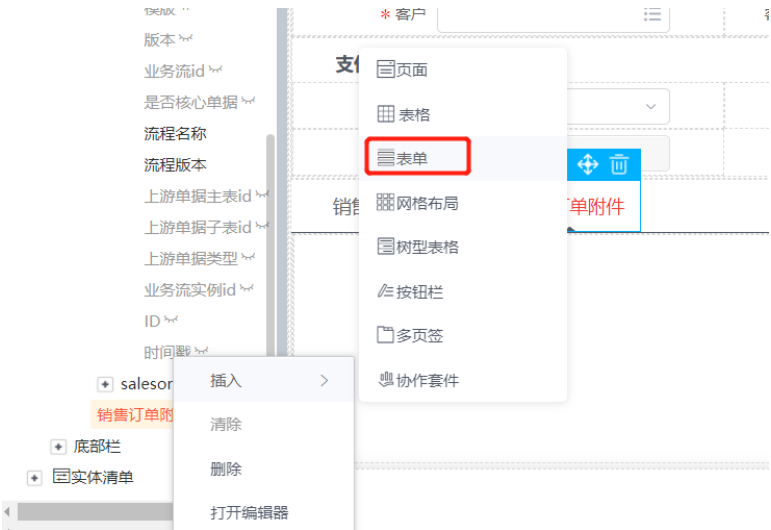 模版
版本
业务流id
是否核心单据
流程名称
流程版本
上游单据主表id
上游单据子表id
上游单据类型
业务流实例id
ID
时间戳
salesor
销售订单附
底部栏
实体清单
插入
清除
删除
打开编辑器
* 客户
支
页面
表格
表单
网格布局
树型表格
按钮栏
多页签
协作套件
销售
单附件